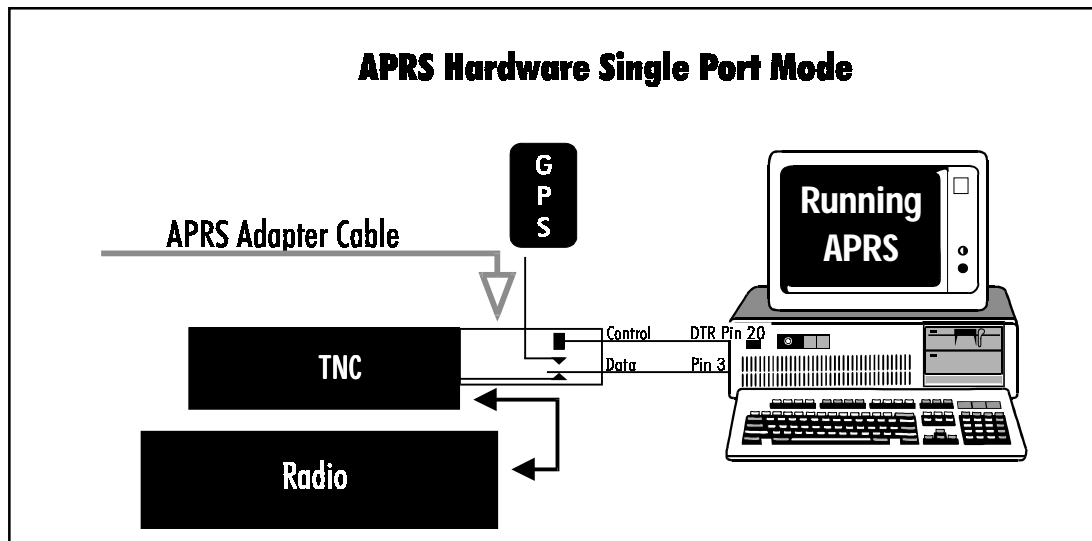 APRS Hardware Single Port Mode
G
P
S
Running
APRS
APRS Adapter Cable
Control DTR Pin 20
TNC
Data Pin 3
Radio